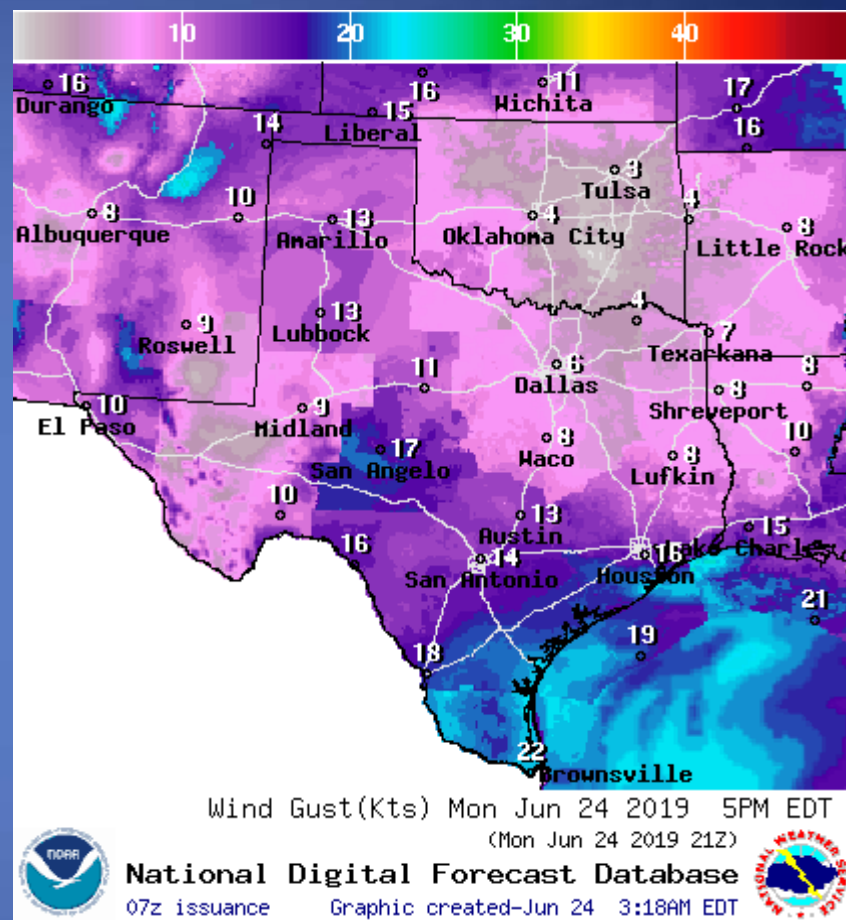 10 20 30 40
16 Durango
16
11 Wichita
17
15 Liberal
14
16
3 Tulsa
8 Albuquerque
10
13 Amarillo
4 Oklahoma City
4
8 Little Rock
9 Roswell
13 Lubbock
4
7 Texarkana
6 Dallas
11
8 Shreveport
8
10 El Paso
9 Midland
17 San Angelo
8 Waco
8 Lufkin
10
10
13 Austin
15 Lake Charles
16
14 San Antonio
16 Houston
21
19
18
22 Brownsville
Wind Gust(Kts) Mon Jun 24 2019 5PM EDT
(Mon Jun 24 2019 21Z)
National Digital Forecast Database
07z issuance Graphic created-Jun 24 3:18AM EDT
NOAA
NATIONAL WEATHER SERVICE